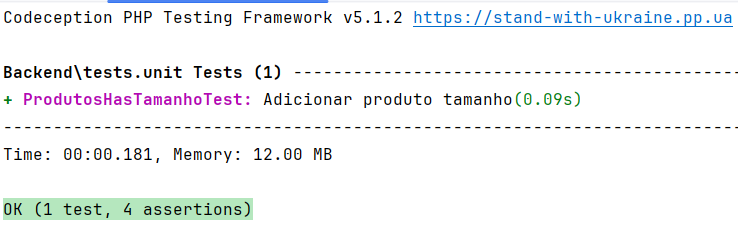 Codeception PHP Testing Framework v5.1.2 https://stand-with-ukraine.pp.ua
Backend\tests.unit Tests (1) ---------------------------------------------
+ ProdutosHasTamanhoTest: Adicionar produto tamanho(0.09s)
--------------------------------------------------------------------------
Time: 00:00.181, Memory: 12.00 MB
OK (1 test, 4 assertions)